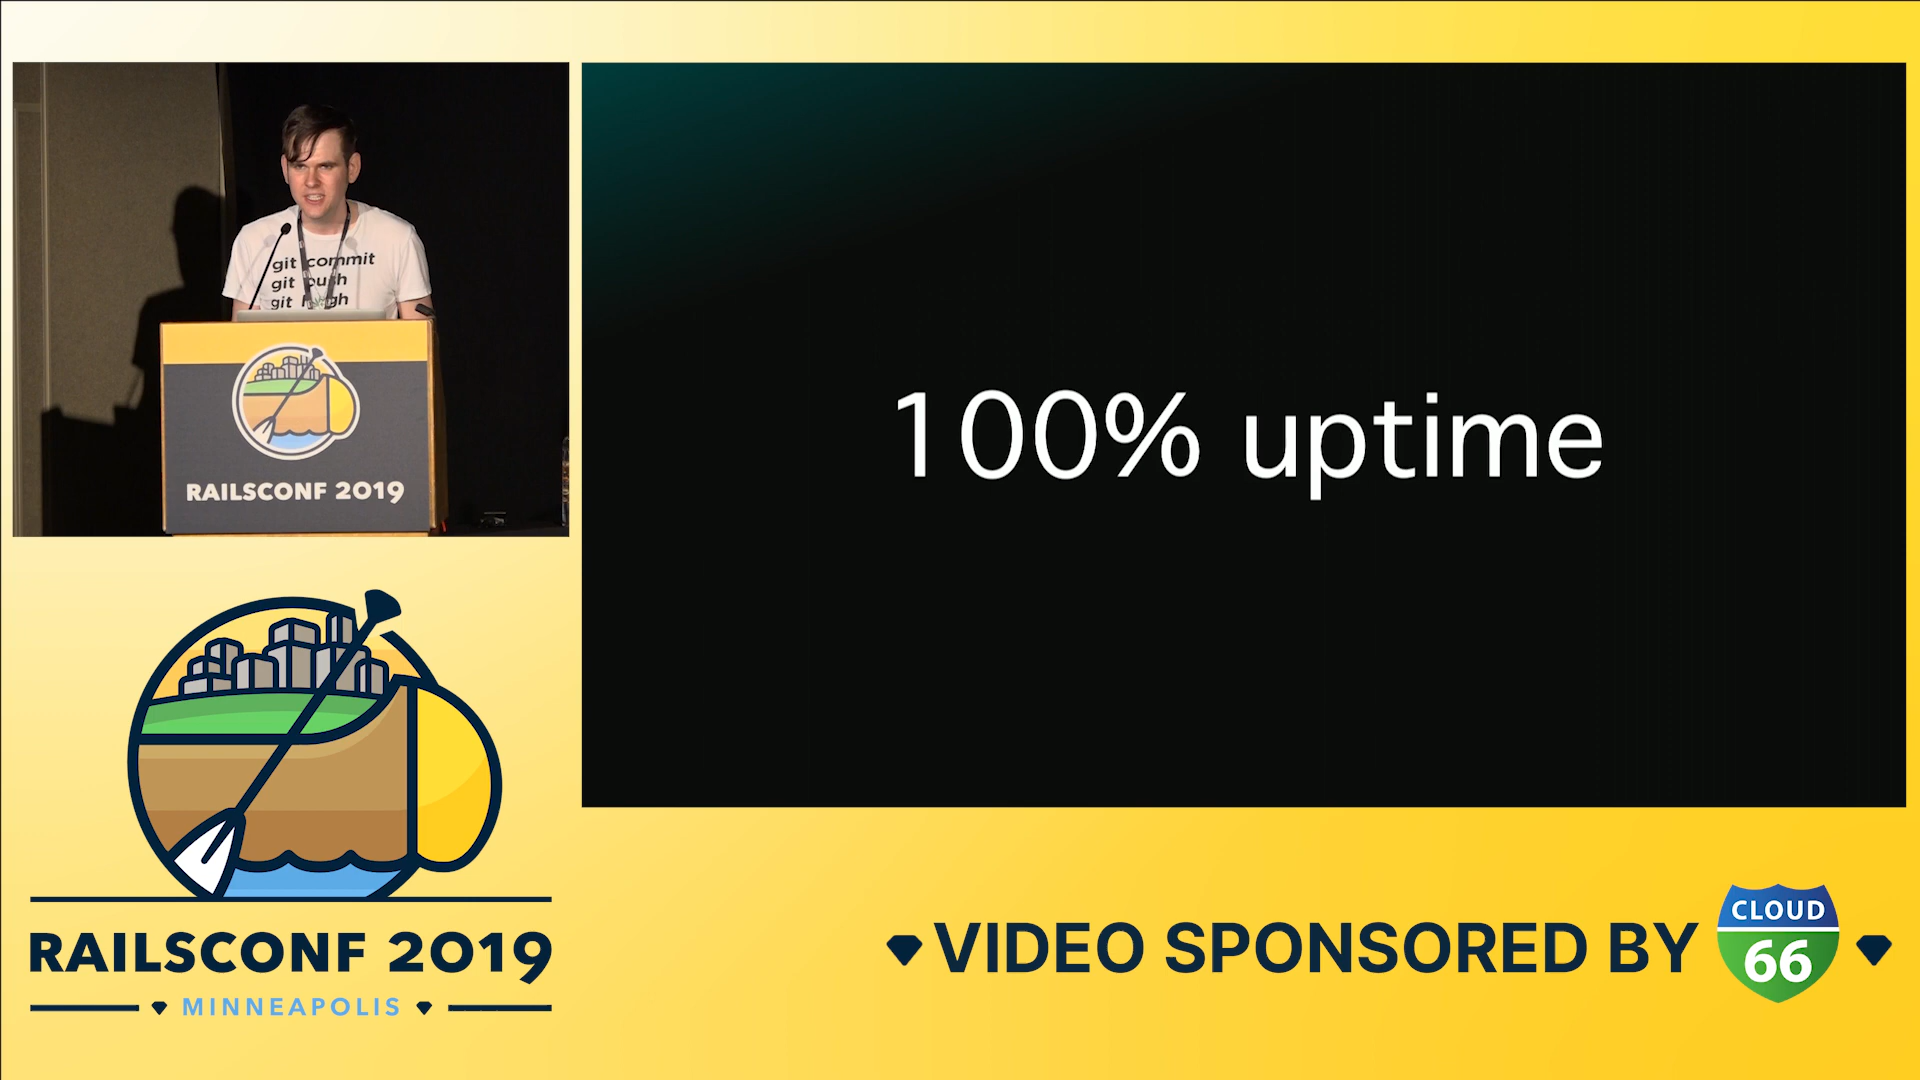 git commit
git push
git
RAILSCONF 2019
100% uptime
RAILSCONF 2019
MINNEAPOLIS
VIDEO SPONSORED BY
CLOUD
66